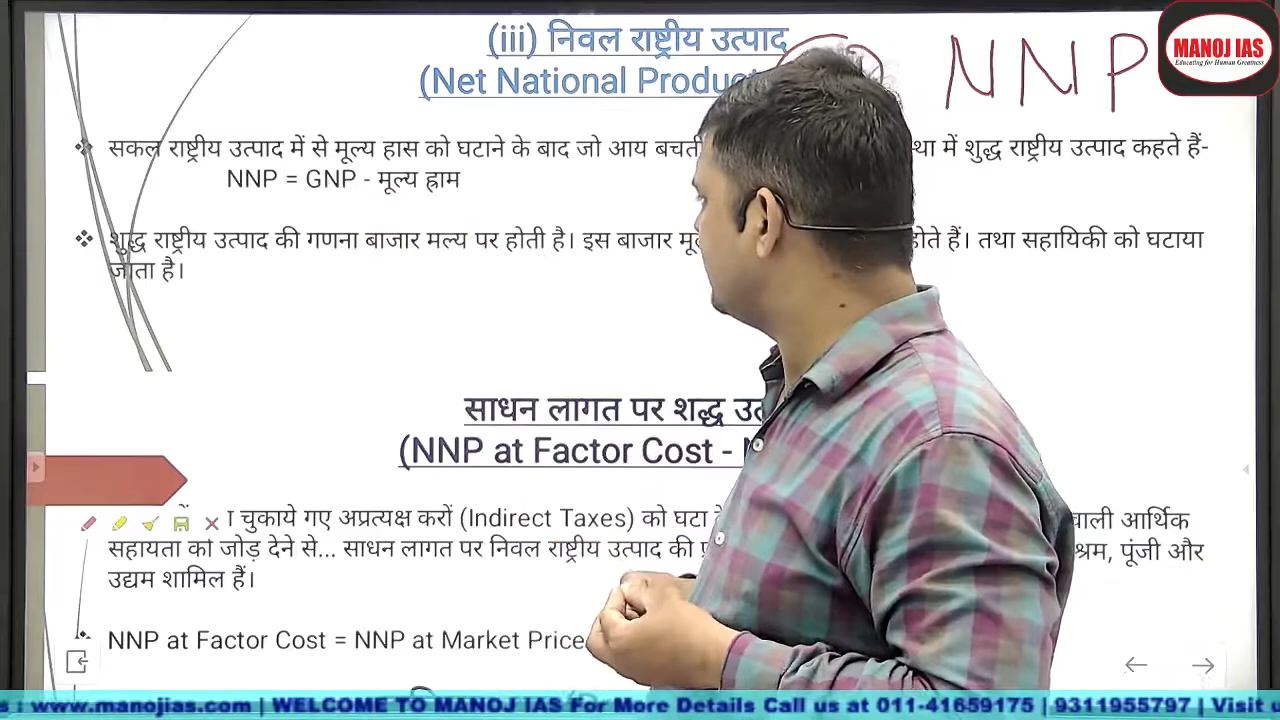 (iii) निवल राष्ट्रीय उत्पाद
(Net National Product
NNP
MANOJ IAS
Educating for Human Greatness
सकल राष्ट्रीय उत्पाद में से मूल्य हास को घटाने के बाद जो आय बचती में शुद्ध राष्ट्रीय उत्पाद कहते हैं-
NNP = GNP - मूल्य ह्राम
शुद्ध राष्ट्रीय उत्पाद की गणना बाजार मल्य पर होती है। इस बाजार होते हैं। तथा सहायिकी को घटाया
जाता है।
साधन लागत पर शद्ध
(NNP at Factor Cost -
चुकाये गए अप्रत्यक्ष करों (Indirect Taxes) को घटा वाली आर्थिक
सहायता को जोड़ देने से... साधन लागत पर निवल राष्ट्रीय उत्पाद की श्रम, पूंजी और
उद्यम शामिल हैं।
NNP at Factor Cost = NNP at Market Price
: www.manojias.com | WELCOME TO MANOJ IAS For More Details Call us at 011-41659175 | 9311955797 | Visit